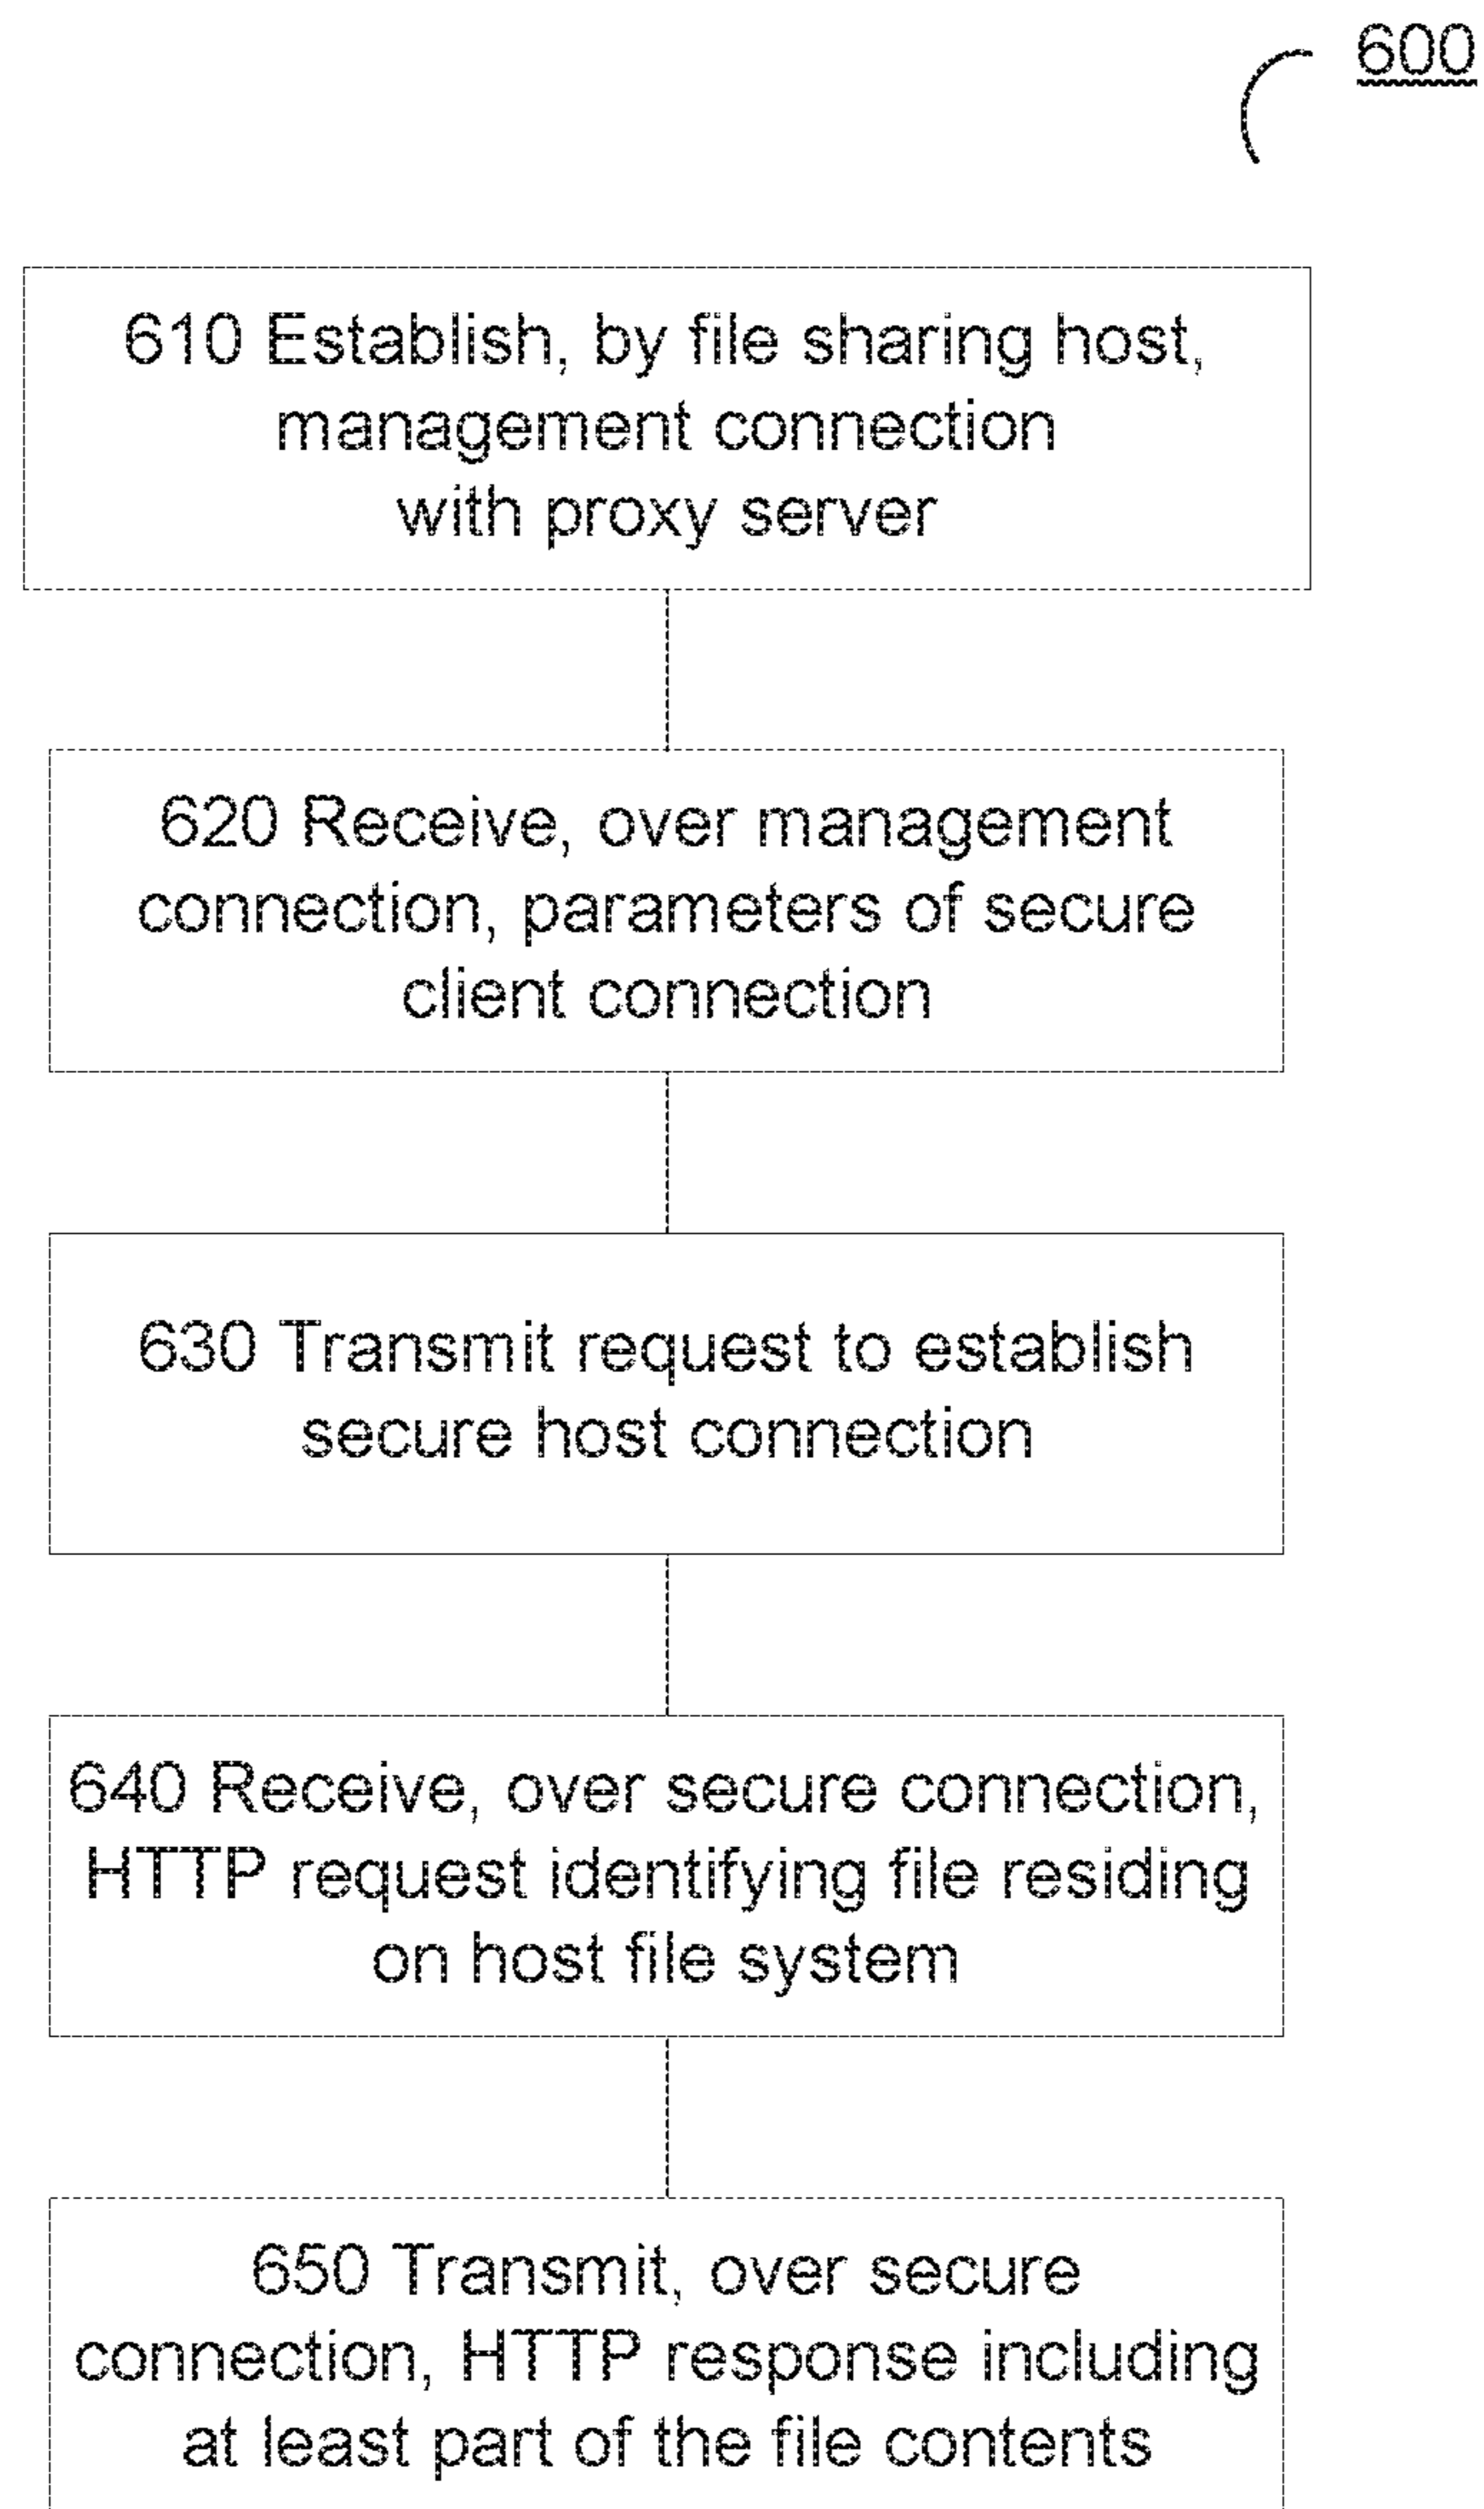 600
610 Establish, by file sharing host,
management connection
with proxy server
620 Receive, over management
connection, parameters of secure
client connection
630 Transmit request to establish
secure host connection
640 Receive, over secure connection,
HTTP request identifying file residing
on host file system
650 Transmit, over secure
connection, HTTP response including
at least part of the file contents